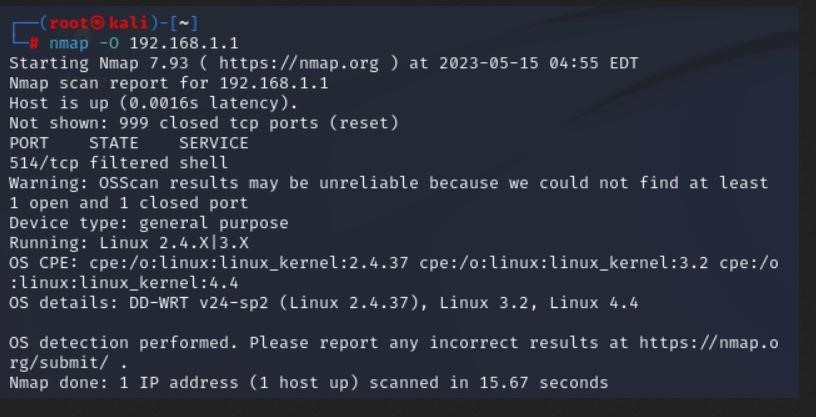 ┌──(root㉿kali)-[~]
└─# nmap -O 192.168.1.1
Starting Nmap 7.93 ( https://nmap.org ) at 2023-05-15 04:55 EDT
Nmap scan report for 192.168.1.1
Host is up (0.0016s latency).
Not shown: 999 closed tcp ports (reset)
PORT    STATE    SERVICE
514/tcp filtered shell
Warning: OSScan results may be unreliable because we could not find at least
1 open and 1 closed port
Device type: general purpose
Running: Linux 2.4.X|3.X
OS CPE: cpe:/o:linux:linux_kernel:2.4.37 cpe:/o:linux:linux_kernel:3.2 cpe:/o
:linux:linux_kernel:4.4
OS details: DD-WRT v24-sp2 (Linux 2.4.37), Linux 3.2, Linux 4.4
OS detection performed. Please report any incorrect results at https://nmap.o
rg/submit/ .
Nmap done: 1 IP address (1 host up) scanned in 15.67 seconds